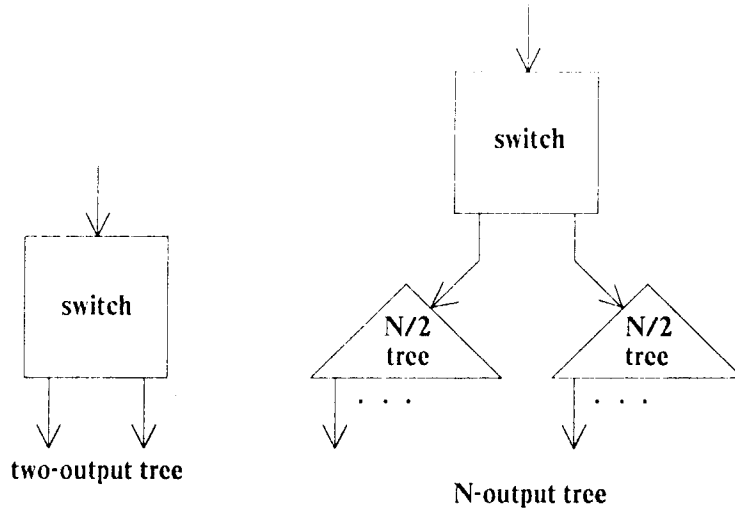 switch
switch
N/2
tree
N/2
tree
. . .
. . .
two-output tree
N-output tree